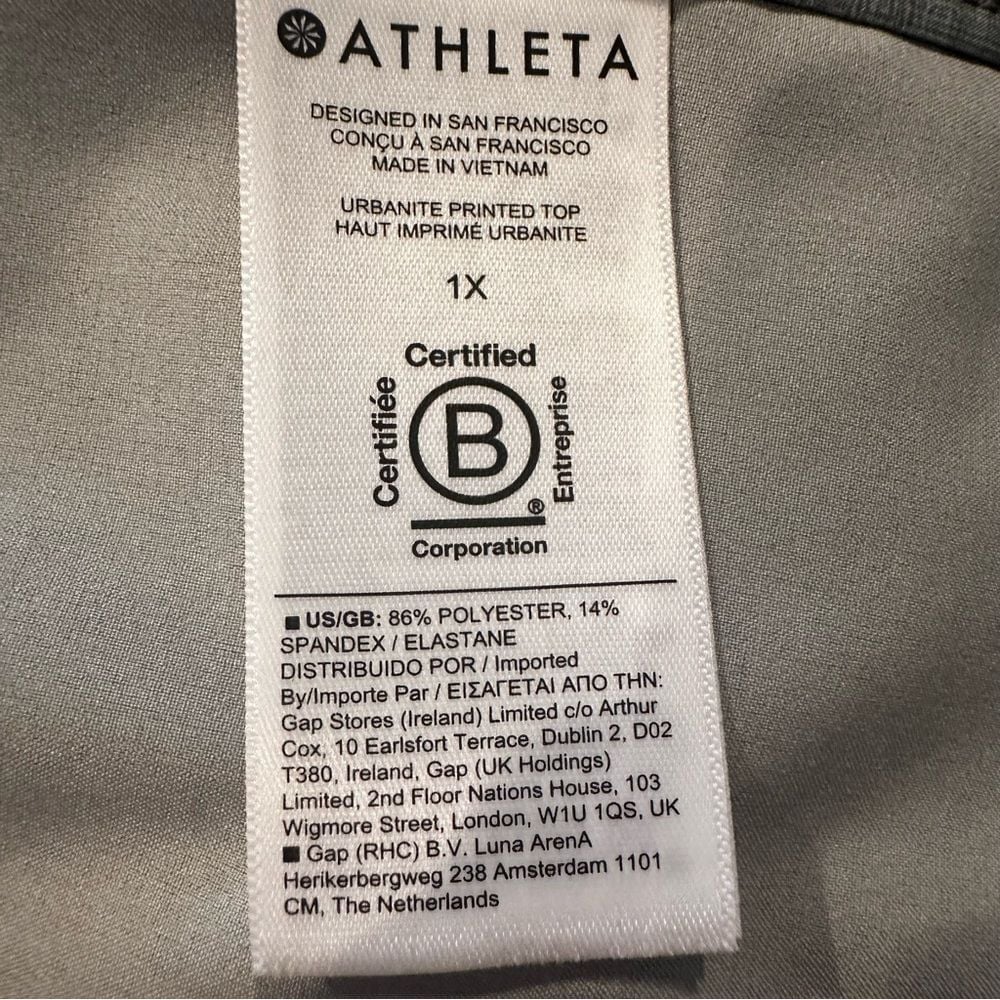 ATHLETA
DESIGNED IN SAN FRANCISCO
CONÇU À SAN FRANCISCO
MADE IN VIETNAM
URBANITE PRINTED TOP
HAUT IMPRIMÉ URBANITE
1X
Certified
Certifiée
B
Entreprise
®
Corporation
US/GB: 86% POLYESTER, 14%
SPANDEX / ELASTANE
DISTRIBUIDO POR / Imported
By/Importe Par / ΕΙΣΑΓΕΤΑΙ ΑΠΟ ΤΗΝ:
Gap Stores (Ireland) Limited c/o Arthur
Cox, 10 Earlsfort Terrace, Dublin 2, D02
T380, Ireland, Gap (UK Holdings)
Limited, 2nd Floor Nations House, 103
Wigmore Street, London, W1U 1QS, UK
Gap (RHC) B.V. Luna ArenA
Herikerbergweg 238 Amsterdam 1101
CM, The Netherlands